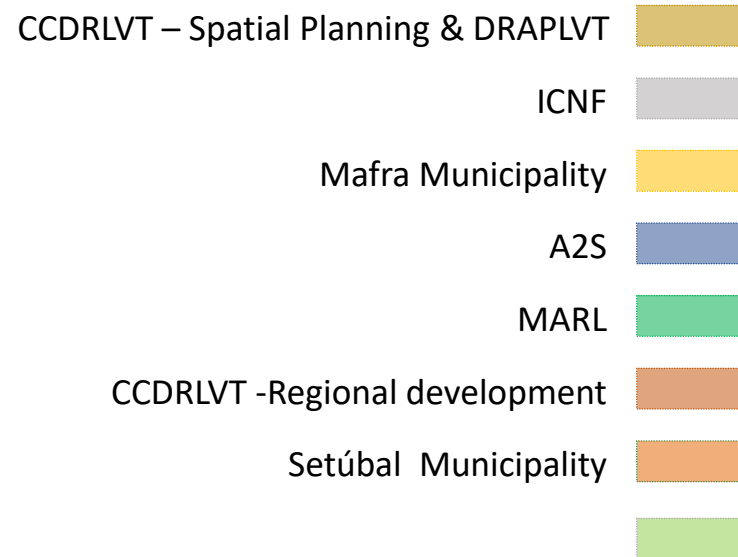 CCDRLVT – Spatial Planning & DRAPLVT
ICNF
Mafra Municipality
A2S
MARL
CCDRLVT -Regional development
Setúbal  Municipality